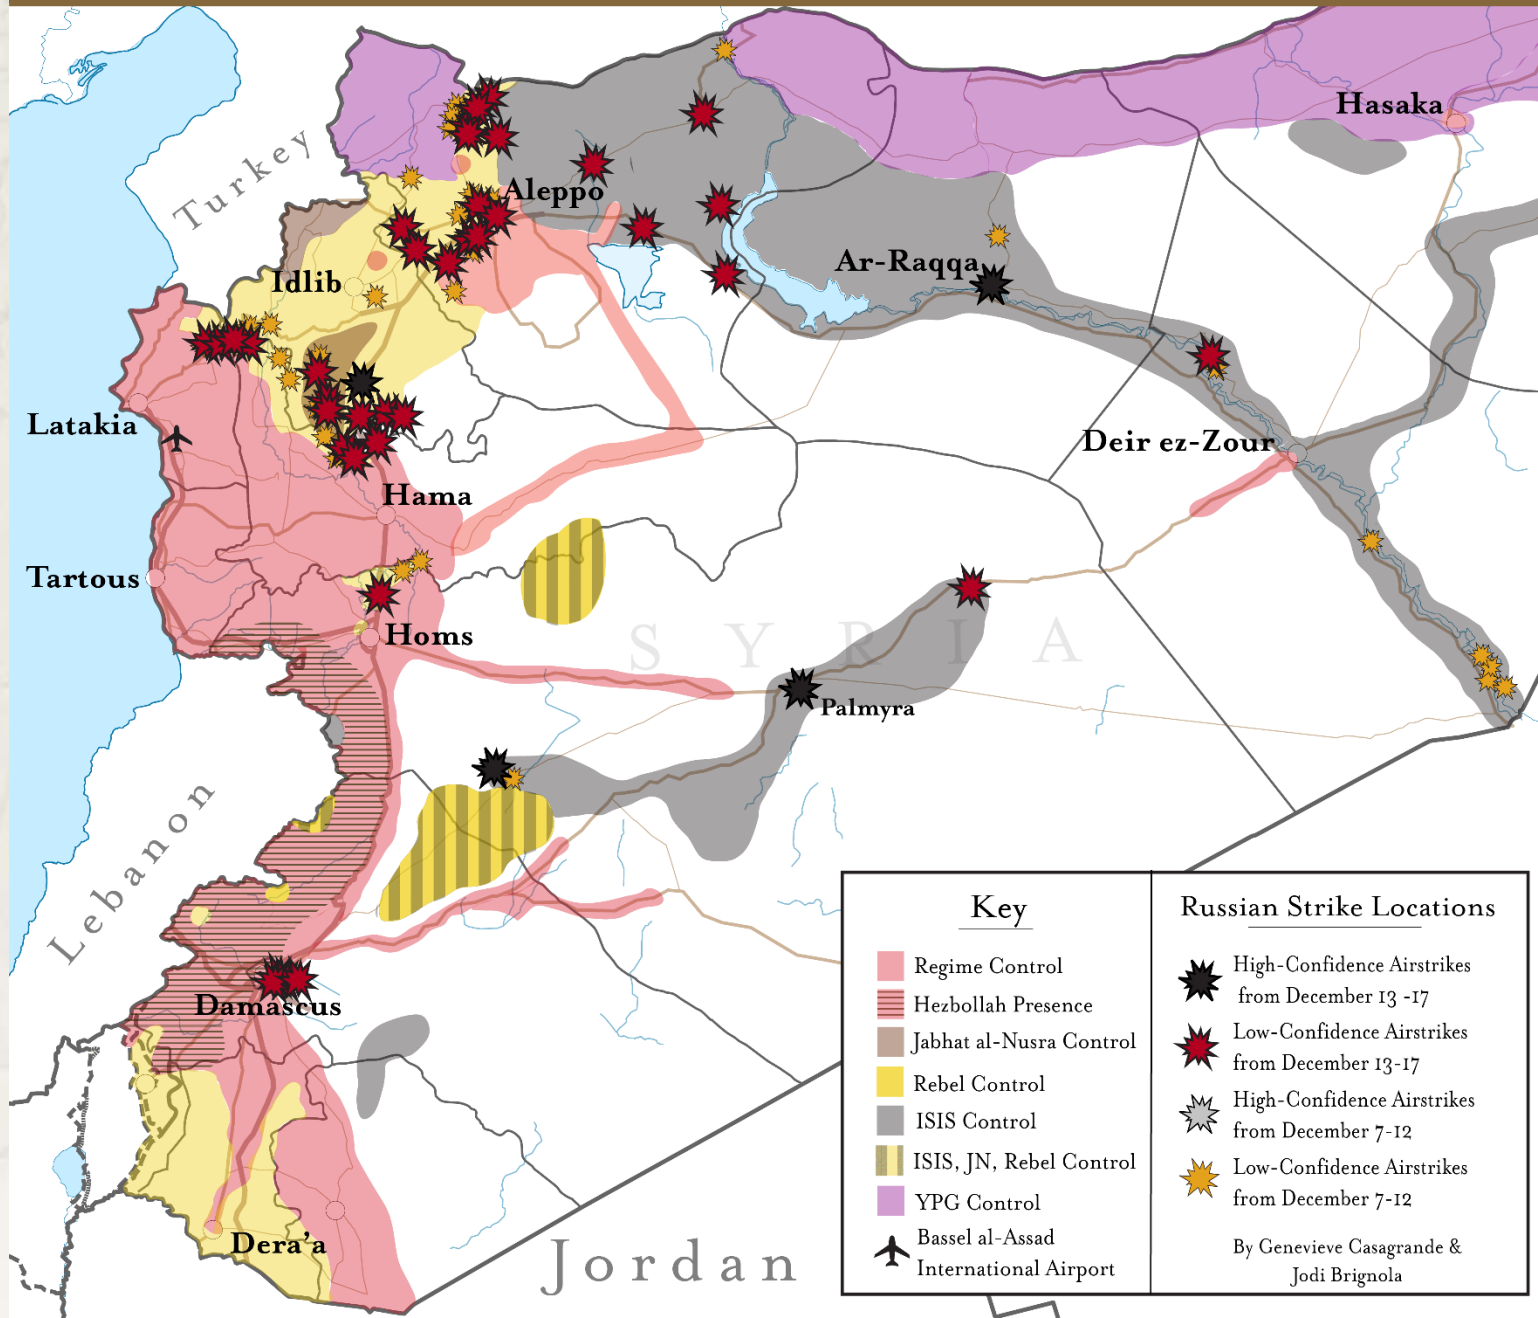 Turkey
Hasaka
Aleppo
Idlib
Ar-Raqqa
Latakia
Deir ez-Zour
Hama
Tartous
Homs
SYRIA
Palmyra
Lebanon
Damascus
Dera'a
Jordan
Key
Regime Control
Hezbollah Presence
Jabhat al-Nusra Control
Rebel Control
ISIS Control
ISIS, JN, Rebel Control
YPG Control
Bassel al-Assad
International Airport
Russian Strike Locations
High-Confidence Airstrikes
from December 13 -17
Low-Confidence Airstrikes
from December 13-17
High-Confidence Airstrikes
from December 7-12
Low-Confidence Airstrikes
from December 7-12
By Genevieve Casagrande &
Jodi Brignola